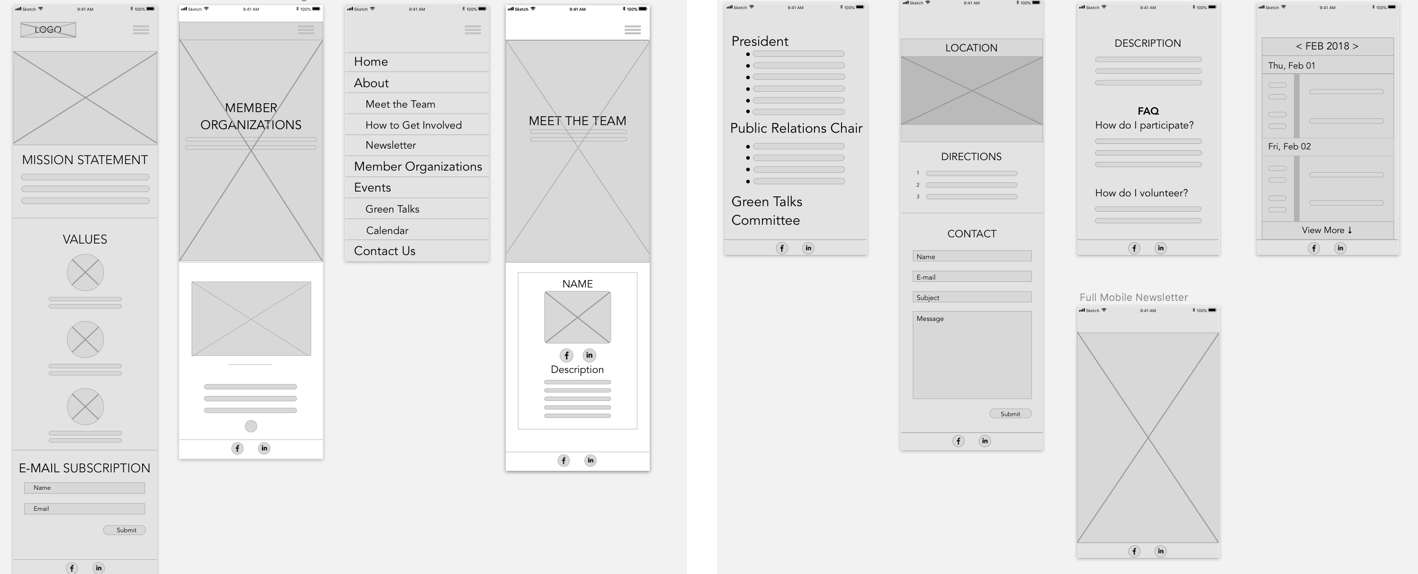 Sketch 9:41 AM 100%
LOGO
MISSION STATEMENT
VALUES
E-MAIL SUBSCRIPTION
Name
Email
Submit
f in
Sketch 9:41 AM 100%
MEMBER
ORGANIZATIONS
f in
Sketch 9:41 AM 100%
Home
About
Meet the Team
How to Get Involved
Newsletter
Member Organizations
Events
Green Talks
Calendar
Contact Us
Sketch 9:41 AM 100%
MEET THE TEAM
NAME
f in
Description
f in
Sketch 9:41 AM 100%
President
Public Relations Chair
Green Talks
Committee
f in
Sketch 9:41 AM 100%
LOCATION
DIRECTIONS
1
2
3
CONTACT
Name
E-mail
Subject
Message
Submit
f in
Sketch 9:41 AM 100%
DESCRIPTION
FAQ
How do I participate?
How do I volunteer?
f in
Sketch 9:41 AM 100%
< FEB 2018 >
Thu, Feb 01
Fri, Feb 02
View More ↓
f in
Full Mobile Newsletter
Sketch 9:41 AM 100%
f in